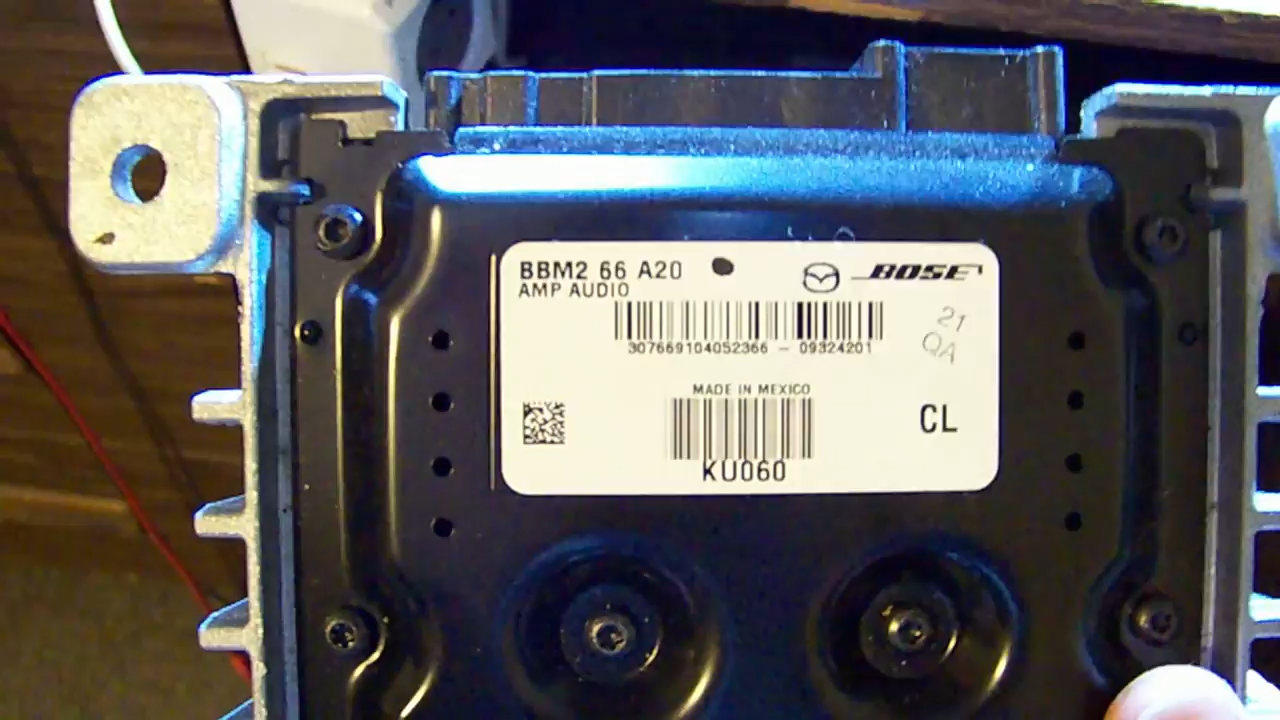 BBM2 66 A20
BOSE
AMP AUDIO
21
QA
307669104052366 - 09324201
MADE IN MEXICO
CL
KU060